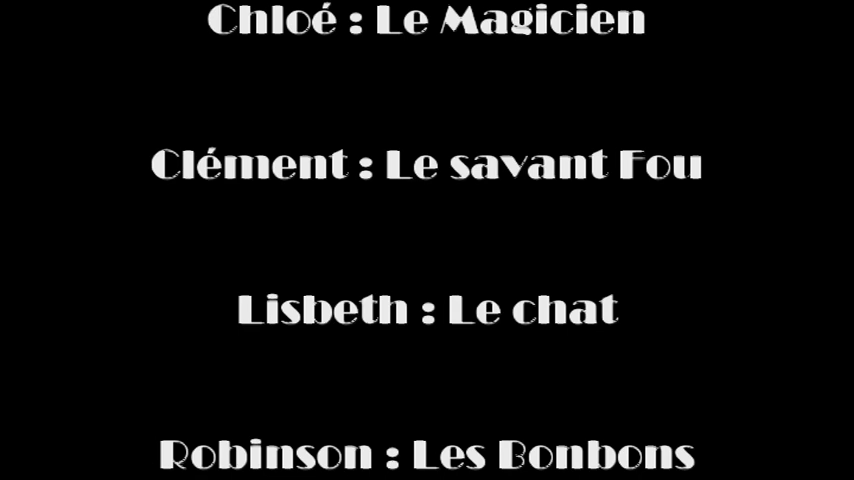 Chloé : Le Magicien
Clément : Le savant Fou
Lisbeth : Le chat
Robinson : Les Bonbons